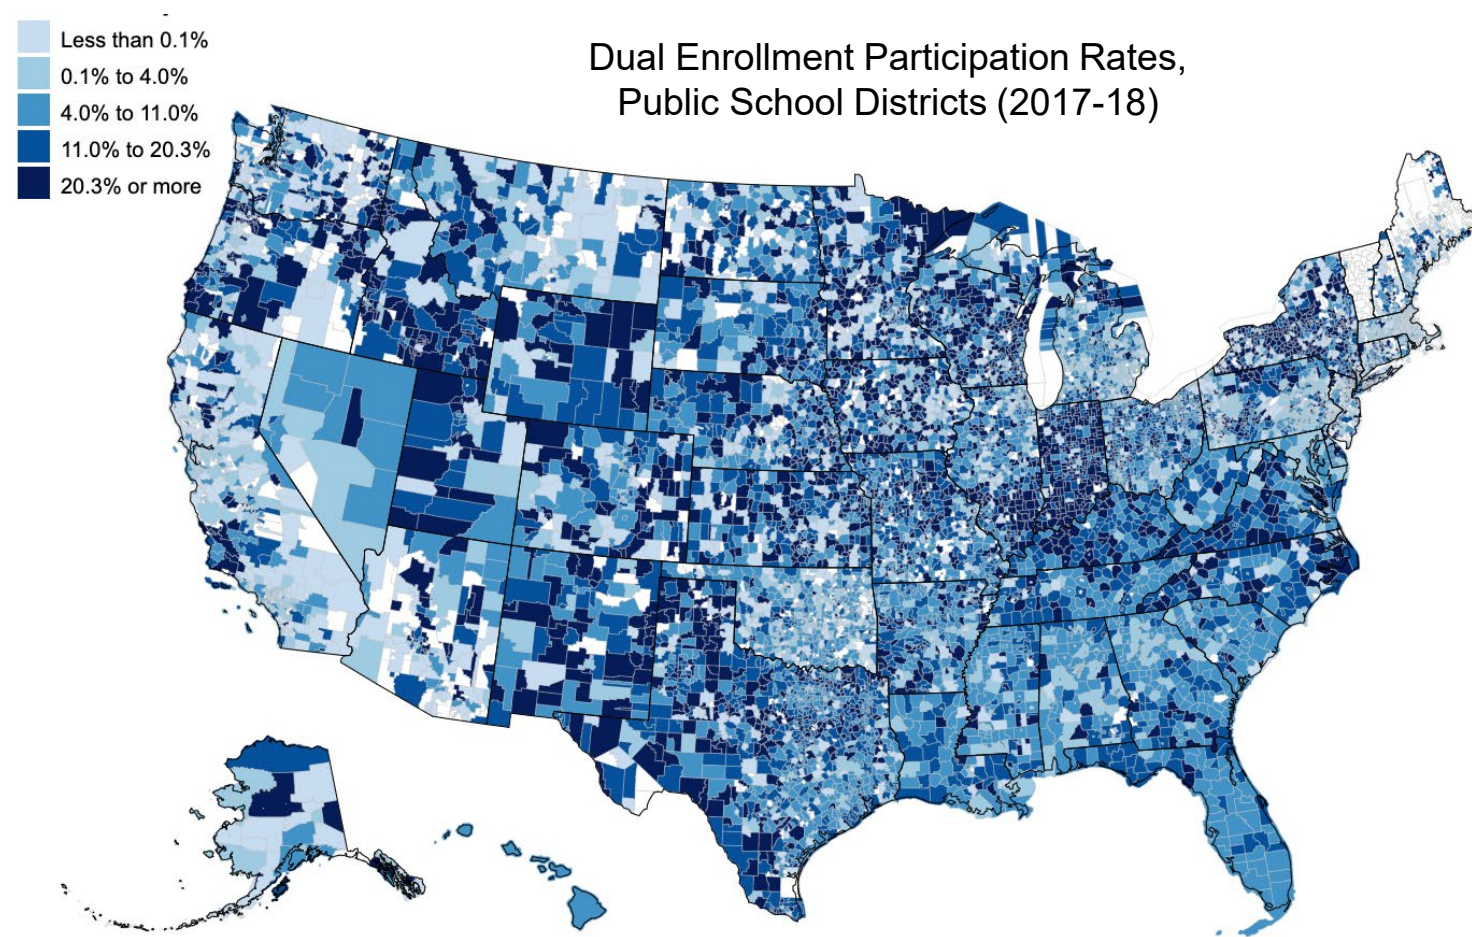 Dual Enrollment Participation Rates,
Public School Districts (2017-18)
Less than 0.1%
0.1% to 4.0%
4.0% to 11.0%
11.0% to 20.3%
20.3% or more